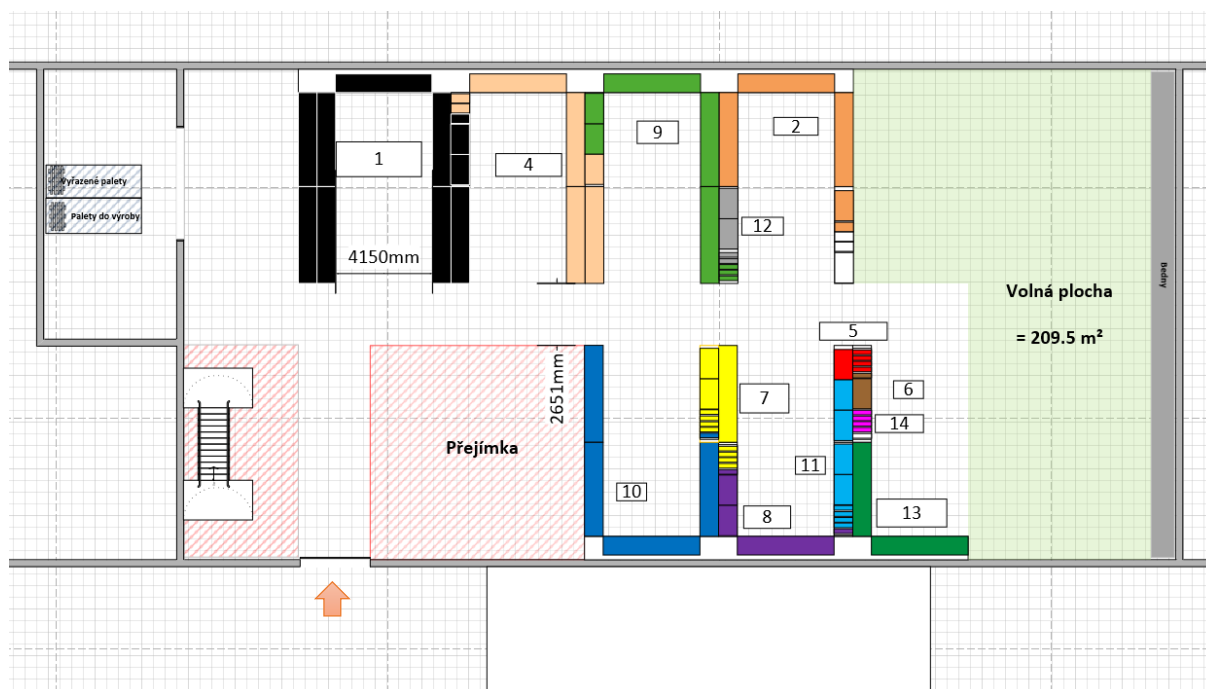 1
4
9
2
Vyřazené palety
Palety do výroby
12
4150mm
Volná plocha
= 209.5 m²
Bedny
5
2651mm
6
7
14
Přejímka
11
10
8
13